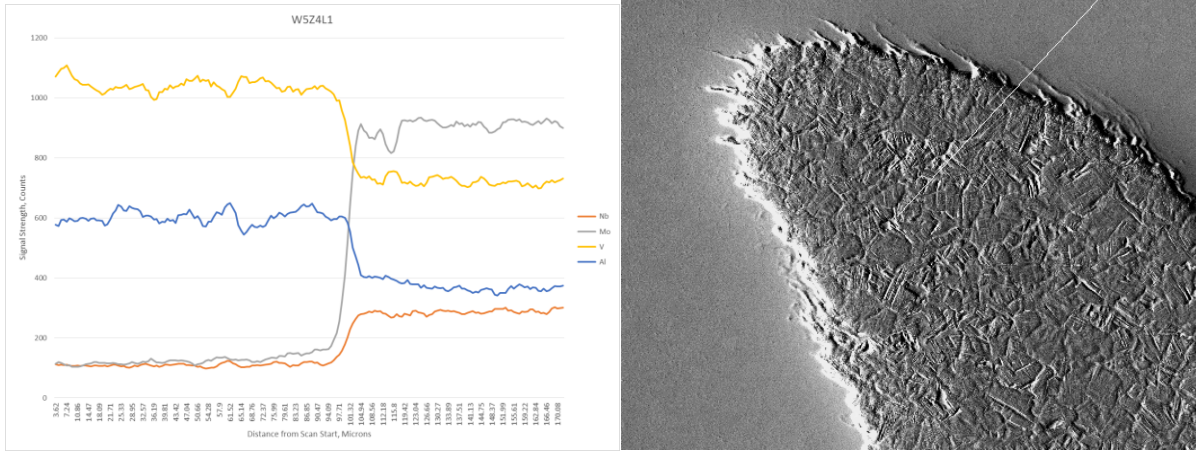 W5Z4L1
1200
1000
800
600
400
200
0
Signal Strength, Counts
3.62 7.24 10.86 14.47 18.09 21.71 25.33 28.95 32.57 36.19 39.81 43.42 47.04 50.66 54.28 57.9 61.52 65.14 68.76 72.37 75.99 79.61 83.23 86.85 90.47 94.09 97.71 101.32 104.94 108.56 112.18 115.8 119.42 123.04 126.66 130.27 133.89 137.51 141.13 144.75 148.37 151.99 155.61 159.22 162.84 166.46 170.08
Distance from Scan Start, Microns
Nb
Mo
V
Al